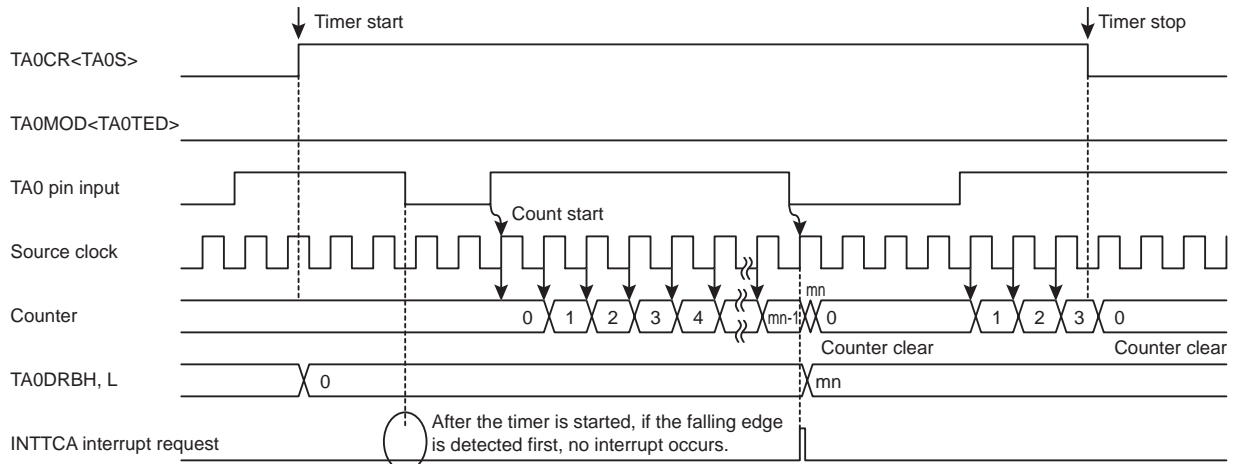 Timer start
Timer stop
TA0CR<TA0S>
TA0MOD<TA0TED>
TA0 pin input
Count start
Source clock
mn
Counter
0 1 2 3 4 mn-1 0 1 2 3 0
Counter clear
Counter clear
TA0DRBH, L
0
mn
After the timer is started, if the falling edge
is detected first, no interrupt occurs.
INTTCA interrupt request